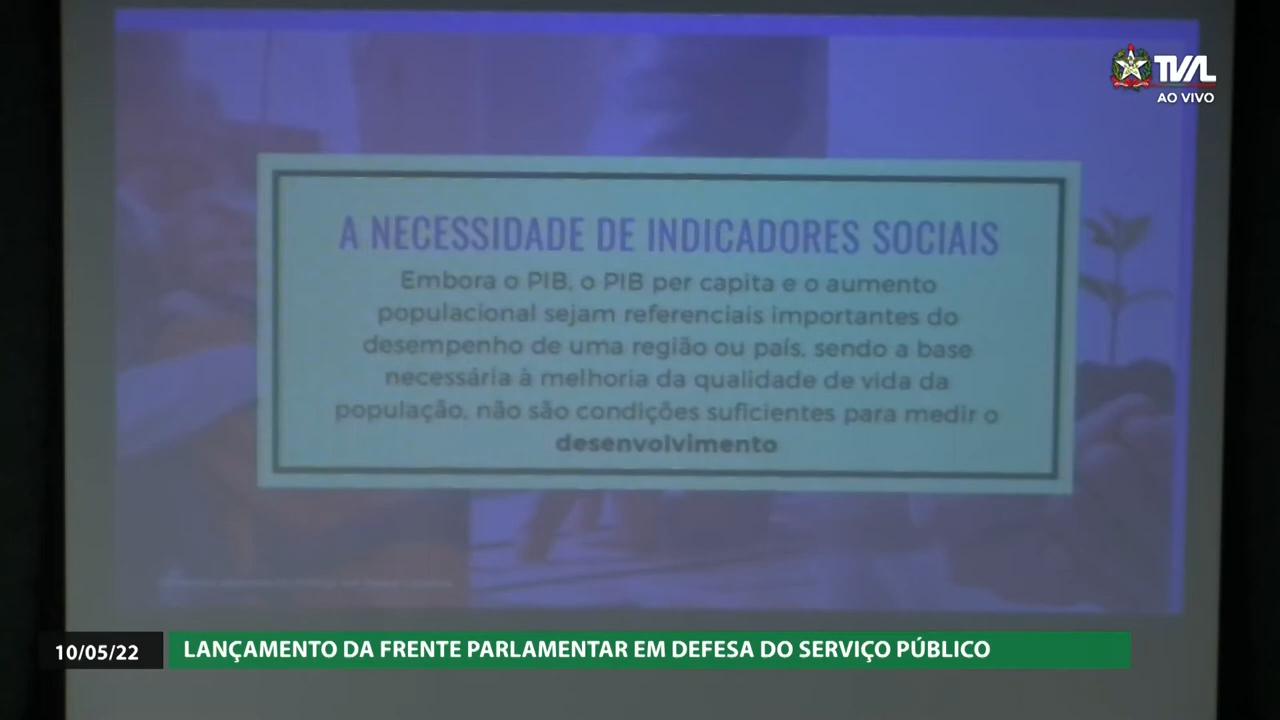 TVAL
AO VIVO
A NECESSIDADE DE INDICADORES SOCIAIS
Embora o PIB, o PIB per capita e o aumento
populacional sejam referenciais importantes do
desempenho de uma região ou país, sendo a base
necessária à melhoria da qualidade de vida da
população, não são condições suficientes para medir o
desenvolvimento
10/05/22
LANÇAMENTO DA FRENTE PARLAMENTAR EM DEFESA DO SERVIÇO PÚBLICO